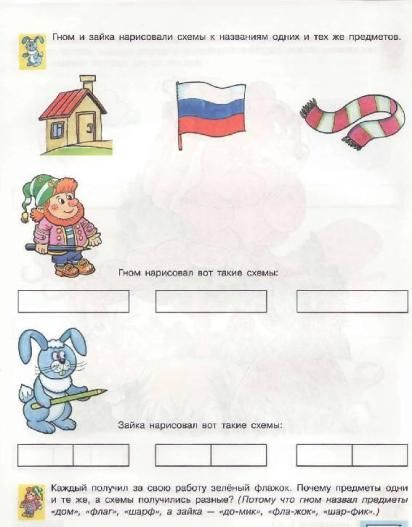 Гном и зайка нарисовали схемы к названиям одних и тех же предметов.
Гном нарисовал вот такие схемы:
Зайка нарисовал вот такие схемы:
Каждый получил за свою работу зелёный флажок. Почему предметы одни
и те же, а схемы получились разные? (Потому что гном назвал предметы
«дом», «флаг», «шарф», а зайка — «до-мик», «фла-жок», «шар-фик».)